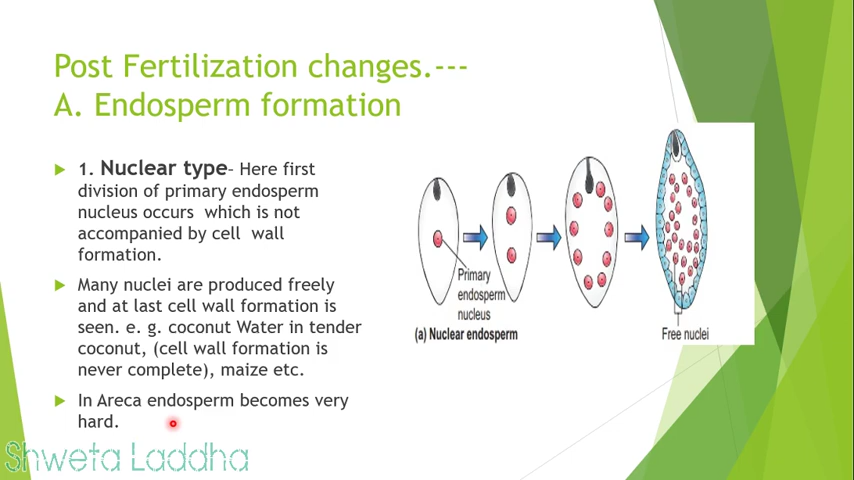 Post Fertilization changes.---
A. Endosperm formation
1. Nuclear type– Here first
division of primary endosperm
nucleus occurs which is not
accompanied by cell wall
formation.
Many nuclei are produced freely
and at last cell wall formation is
seen. e. g. coconut Water in tender
coconut, (cell wall formation is
never complete), maize etc.
In Areca endosperm becomes very
hard.
Primary
endosperm
nucleus
(a) Nuclear endosperm
Free nuclei
Shweta Laddha